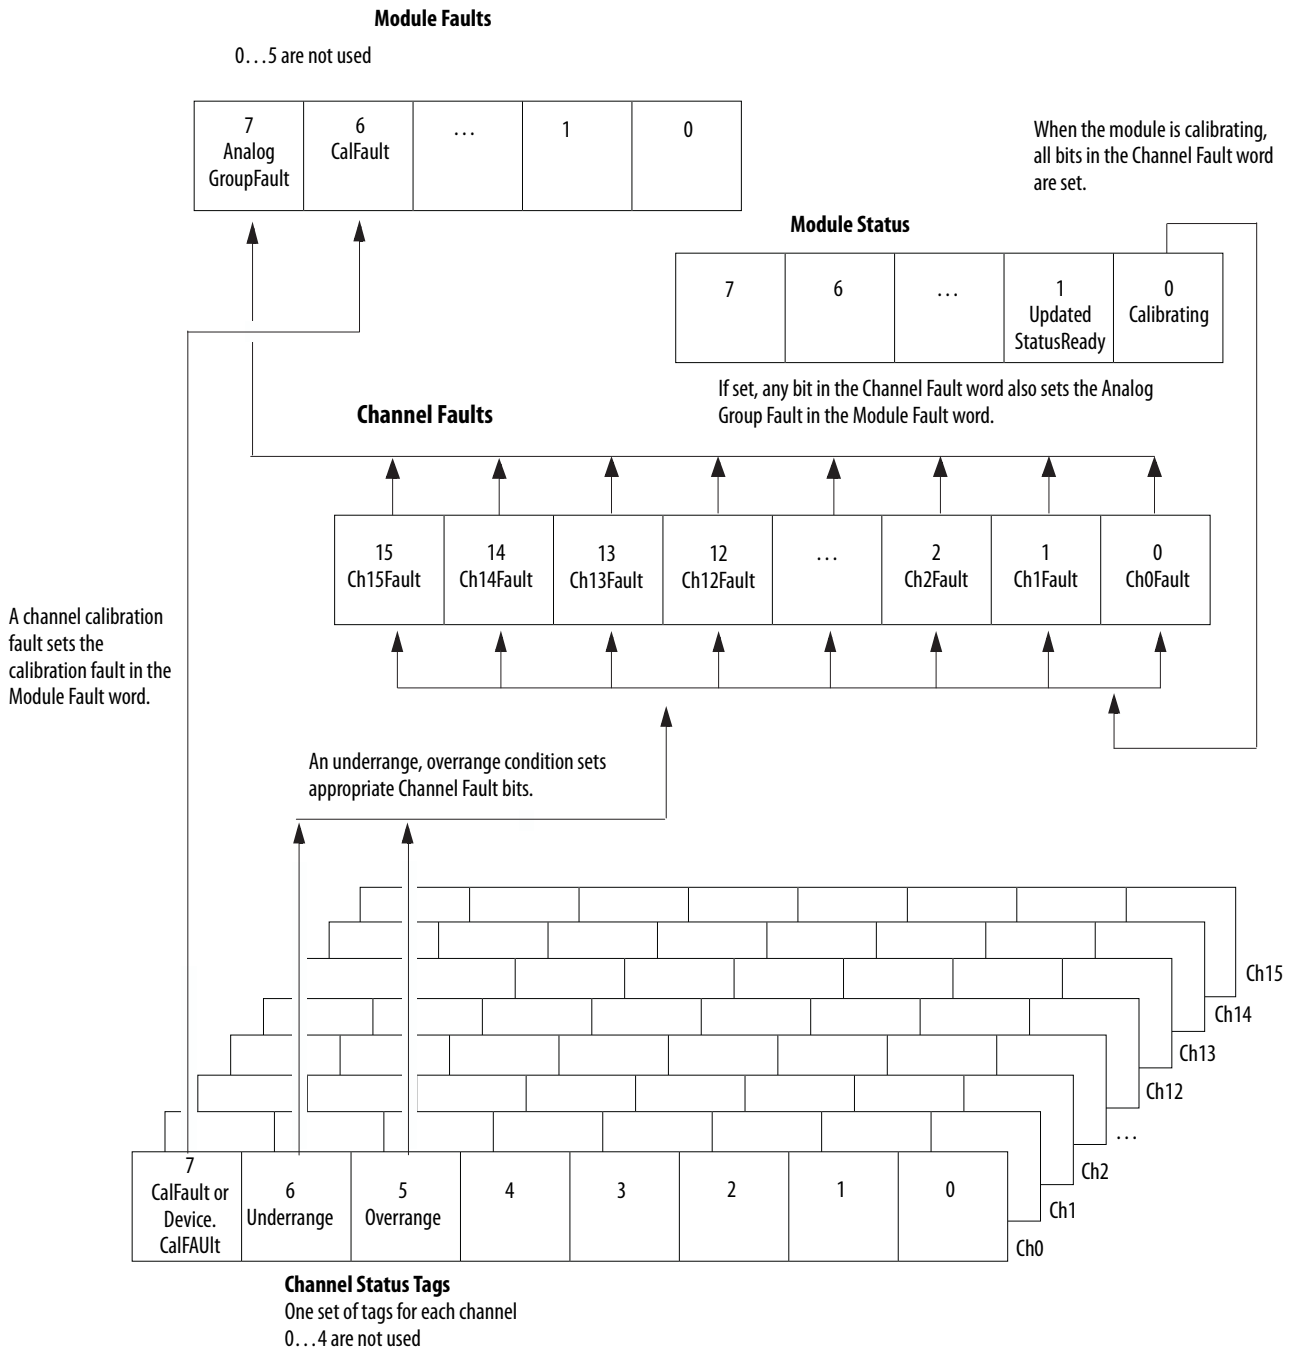 Module Faults
0...5 are not used
7
Analog
GroupFault
6
CalFault
...
1
0
When the module is calibrating,
all bits in the Channel Fault word
are set.
Module Status
7
6
...
1
Updated
StatusReady
0
Calibrating
If set, any bit in the Channel Fault word also sets the Analog
Group Fault in the Module Fault word.
Channel Faults
15
Ch15Fault
14
Ch14Fault
13
Ch13Fault
12
Ch12Fault
...
2
Ch2Fault
1
Ch1Fault
0
Ch0Fault
A channel calibration
fault sets the
calibration fault in the
Module Fault word.
An underrange, overrange condition sets
appropriate Channel Fault bits.
Ch15
Ch14
Ch13
Ch12
...
Ch2
Ch1
Ch0
7
CalFault or
Device.
CalFAUlt
6
Underrange
5
Overrange
4
3
2
1
0
Channel Status Tags
One set of tags for each channel
0...4 are not used